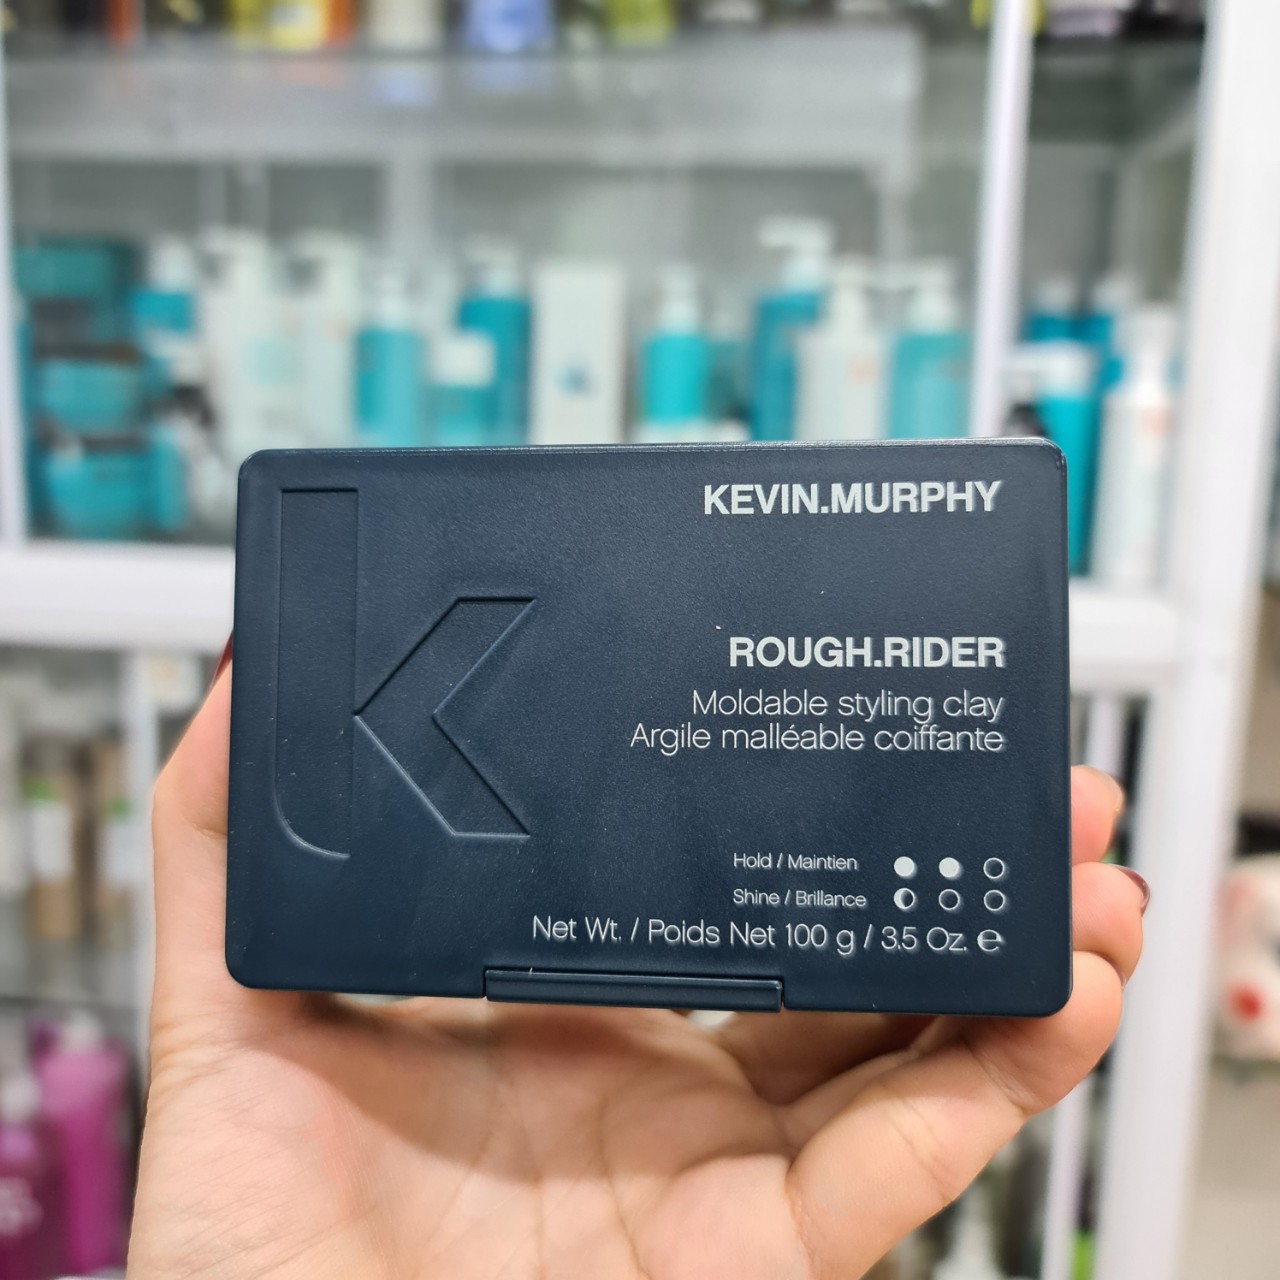 KEVIN.MURPHY
ROUGH.RIDER
Moldable styling clay
Argile malléable coiffante
Hold / Maintien
Shine / Brillance
Net Wt. / Poids Net 100 g / 3.5 Oz. ℮